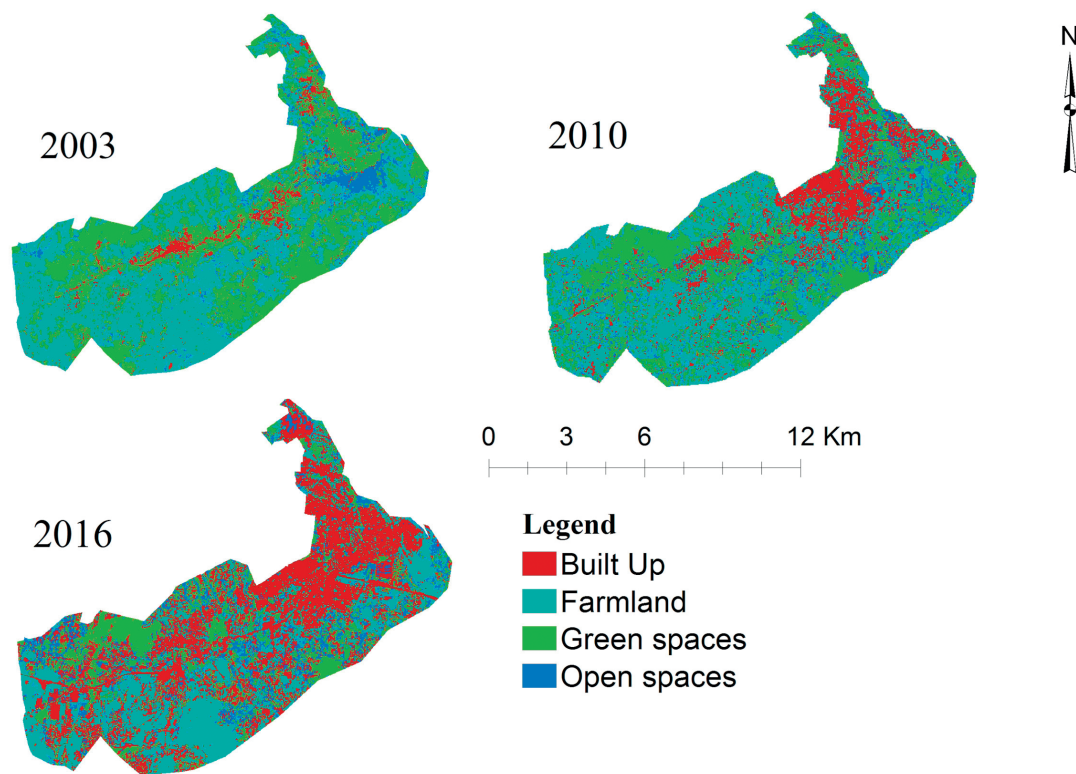 N
2003
2010
2016
0 3 6 12 Km
Legend
Built Up
Farmland
Green spaces
Open spaces